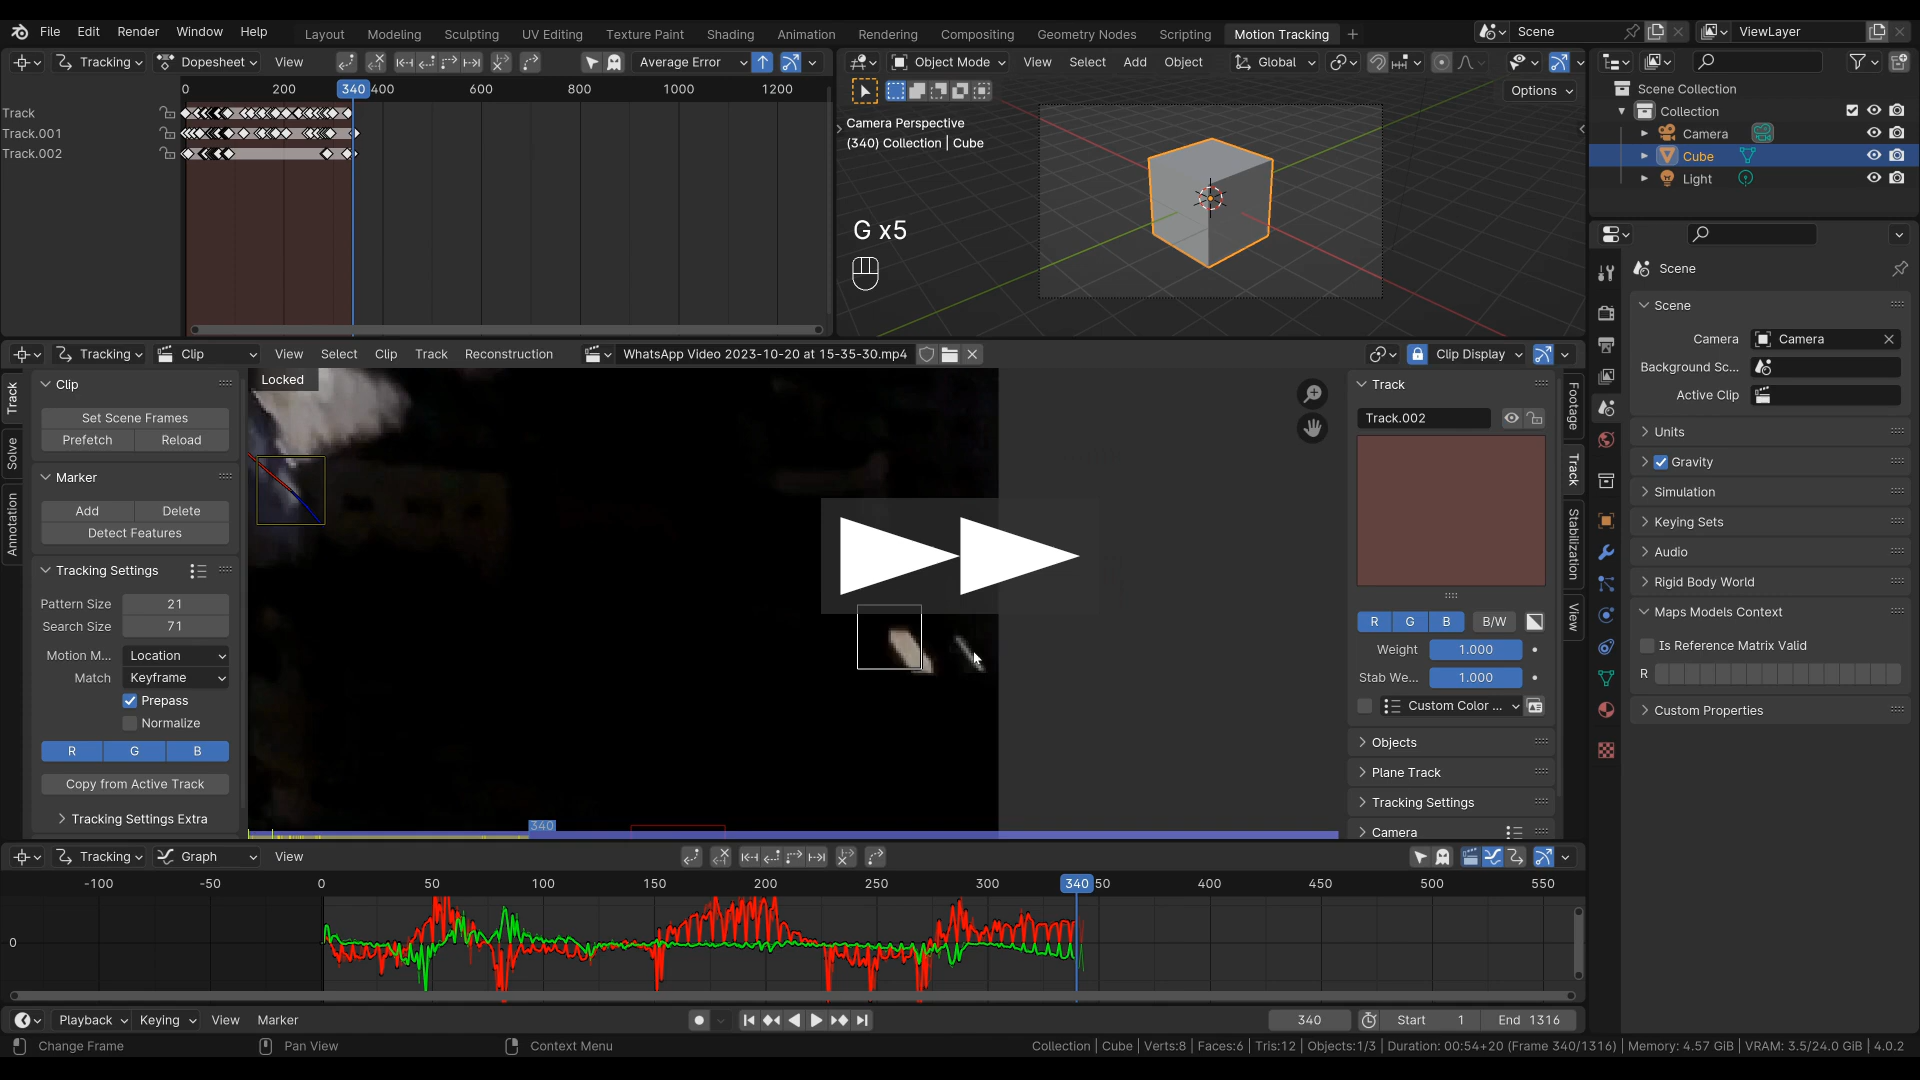 File Edit Render Window Help
Layout Modeling Sculpting UV Editing Texture Paint Shading Animation Rendering Compositing Geometry Nodes Scripting Motion Tracking +
Scene
ViewLayer
Tracking Dopesheet View
Average Error
0 200 340 400 600 800 1000 1200
Track
Track.001
Track.002
Object Mode View Select Add Object
Global
Options
Camera Perspective
(340) Collection | Cube
G x5
Scene Collection
Collection
Camera
Cube
Light
Scene
Scene
Camera Camera
Background Sc...
Active Clip
Units
Gravity
Simulation
Keying Sets
Audio
Rigid Body World
Maps Models Context
Is Reference Matrix Valid
R
Custom Properties
Tracking Clip View Select Clip Track Reconstruction
WhatsApp Video 2023-10-20 at 15-35-30.mp4
Clip Display
Track
Solve
Annotation
Clip
Set Scene Frames
Prefetch Reload
Marker
Add Delete
Detect Features
Tracking Settings
Pattern Size 21
Search Size 71
Motion M... Location
Match Keyframe
Prepass
Normalize
R G B
Copy from Active Track
Tracking Settings Extra
Locked
340
Track
Track.002
R G B B/W
Weight 1.000
Stab We... 1.000
Custom Color ...
Objects
Plane Track
Tracking Settings
Camera
Footage
Track
Stabilization
View
Tracking Graph View
-100 -50 0 50 100 150 200 250 300 340 50 400 450 500 550
0
Playback Keying View Marker
340
Start 1
End 1316
Change Frame
Pan View
Context Menu
Collection | Cube | Verts:8 | Faces:6 | Tris:12 | Objects:1/3 | Duration: 00:54+20 (Frame 340/1316) | Memory: 4.57 GiB | VRAM: 3.5/24.0 GiB | 4.0.2